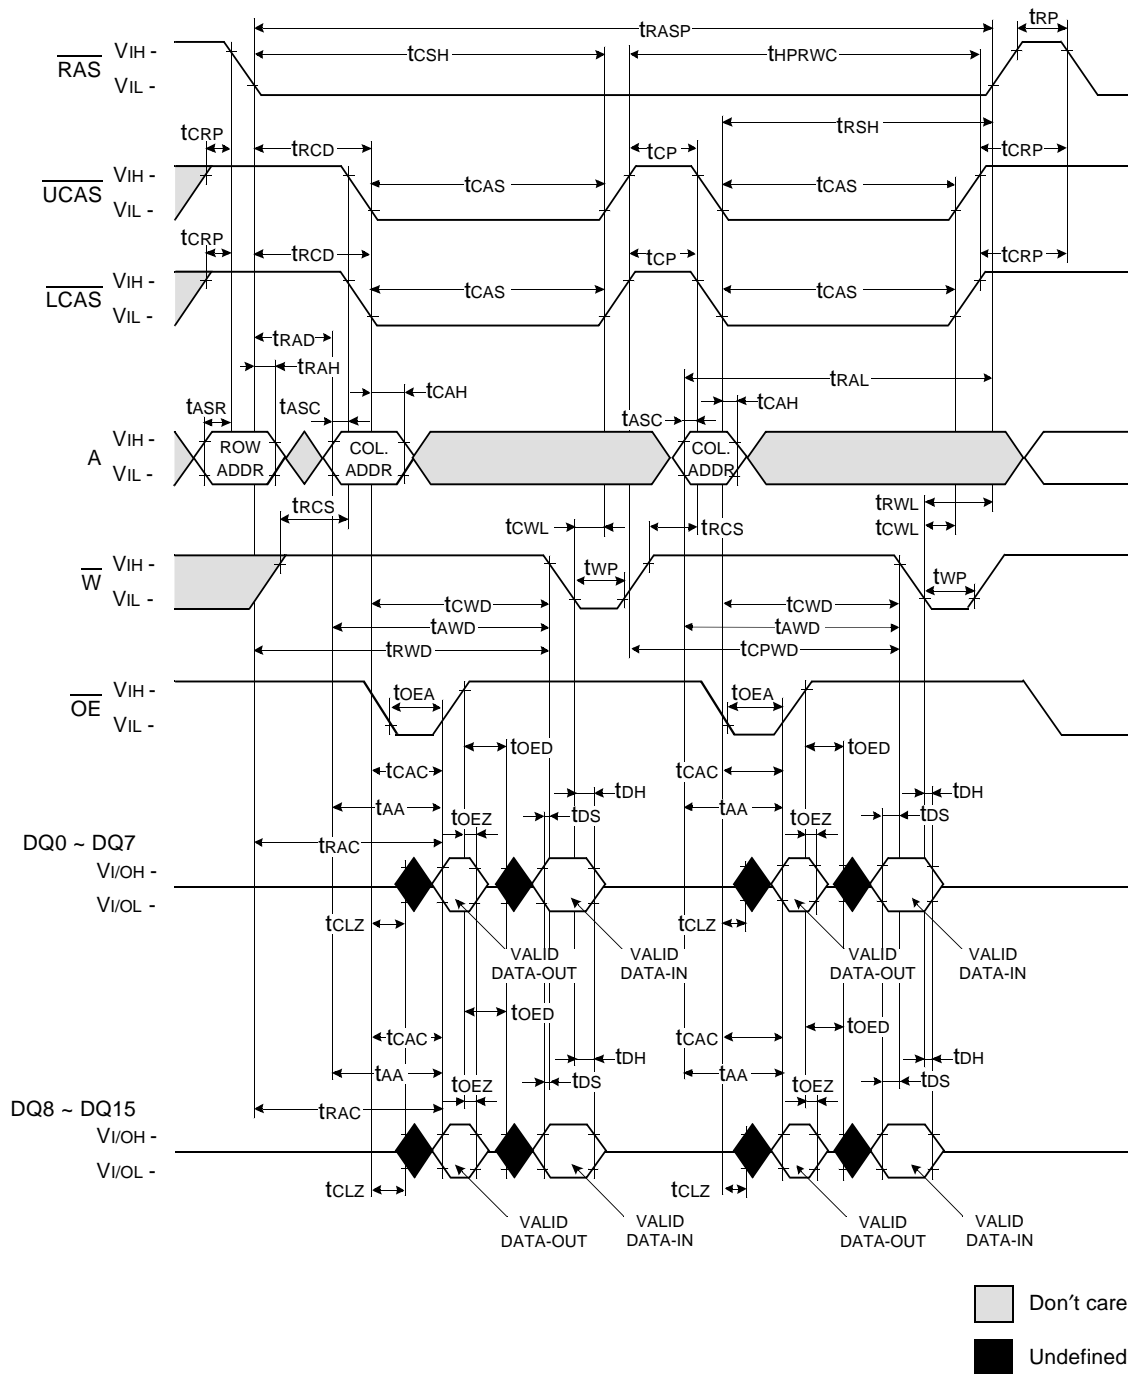 tRASP
tRP
RAS
VIH -
VIL -
tCSH
tHPRWC
tRSH
tCRP
tRCD
tCP
tCRP
UCAS
VIH -
VIL -
tCAS
tCAS
tCRP
tRCD
tCP
tCRP
LCAS
VIH -
VIL -
tCAS
tCAS
tRAD
tRAH
tRAL
tCAH
tCAH
tASR
tASC
tASC
A
VIH -
VIL -
ROW
ADDR
COL.
ADDR
COL.
ADDR
tRWL
tRCS
tCWL
tRCS
tCWL
W
VIH -
VIL -
tWP
tWP
tCWD
tCWD
tAWD
tAWD
tRWD
tCPWD
OE
VIH -
VIL -
tOEA
tOEA
tOED
tOED
tCAC
tCAC
tDH
tDH
tAA
tAA
tOEZ
tDS
tOEZ
tDS
DQ0 ~ DQ7
tRAC
VI/OH -
VI/OL -
tCLZ
tCLZ
VALID
DATA-OUT
VALID
DATA-IN
VALID
DATA-OUT
VALID
DATA-IN
tOED
tOED
tCAC
tCAC
tDH
tDH
tAA
tAA
tOEZ
tDS
tOEZ
tDS
DQ8 ~ DQ15
tRAC
VI/OH -
VI/OL -
tCLZ
tCLZ
VALID
DATA-OUT
VALID
DATA-IN
VALID
DATA-OUT
VALID
DATA-IN
Don′t care
Undefined